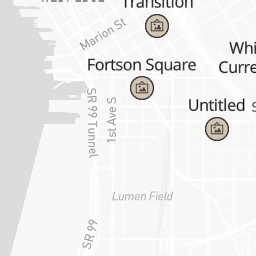 Transition
Marion St
Fortson Square
Whi
Curre
Untitled S
SR 99 Tunnel
1st Ave S
Lumen Field
SR 99